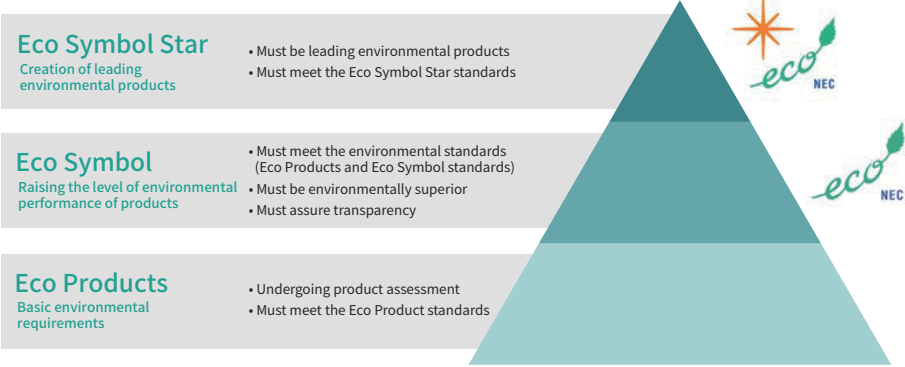 Eco Symbol Star
Creation of leading
environmental products
• Must be leading environmental products
• Must meet the Eco Symbol Star standards
eco
NEC
Eco Symbol
Raising the level of environmental
performance of products
• Must meet the environmental standards
(Eco Products and Eco Symbol standards)
• Must be environmentally superior
• Must assure transparency
eco
NEC
Eco Products
Basic environmental
requirements
• Undergoing product assessment
• Must meet the Eco Product standards